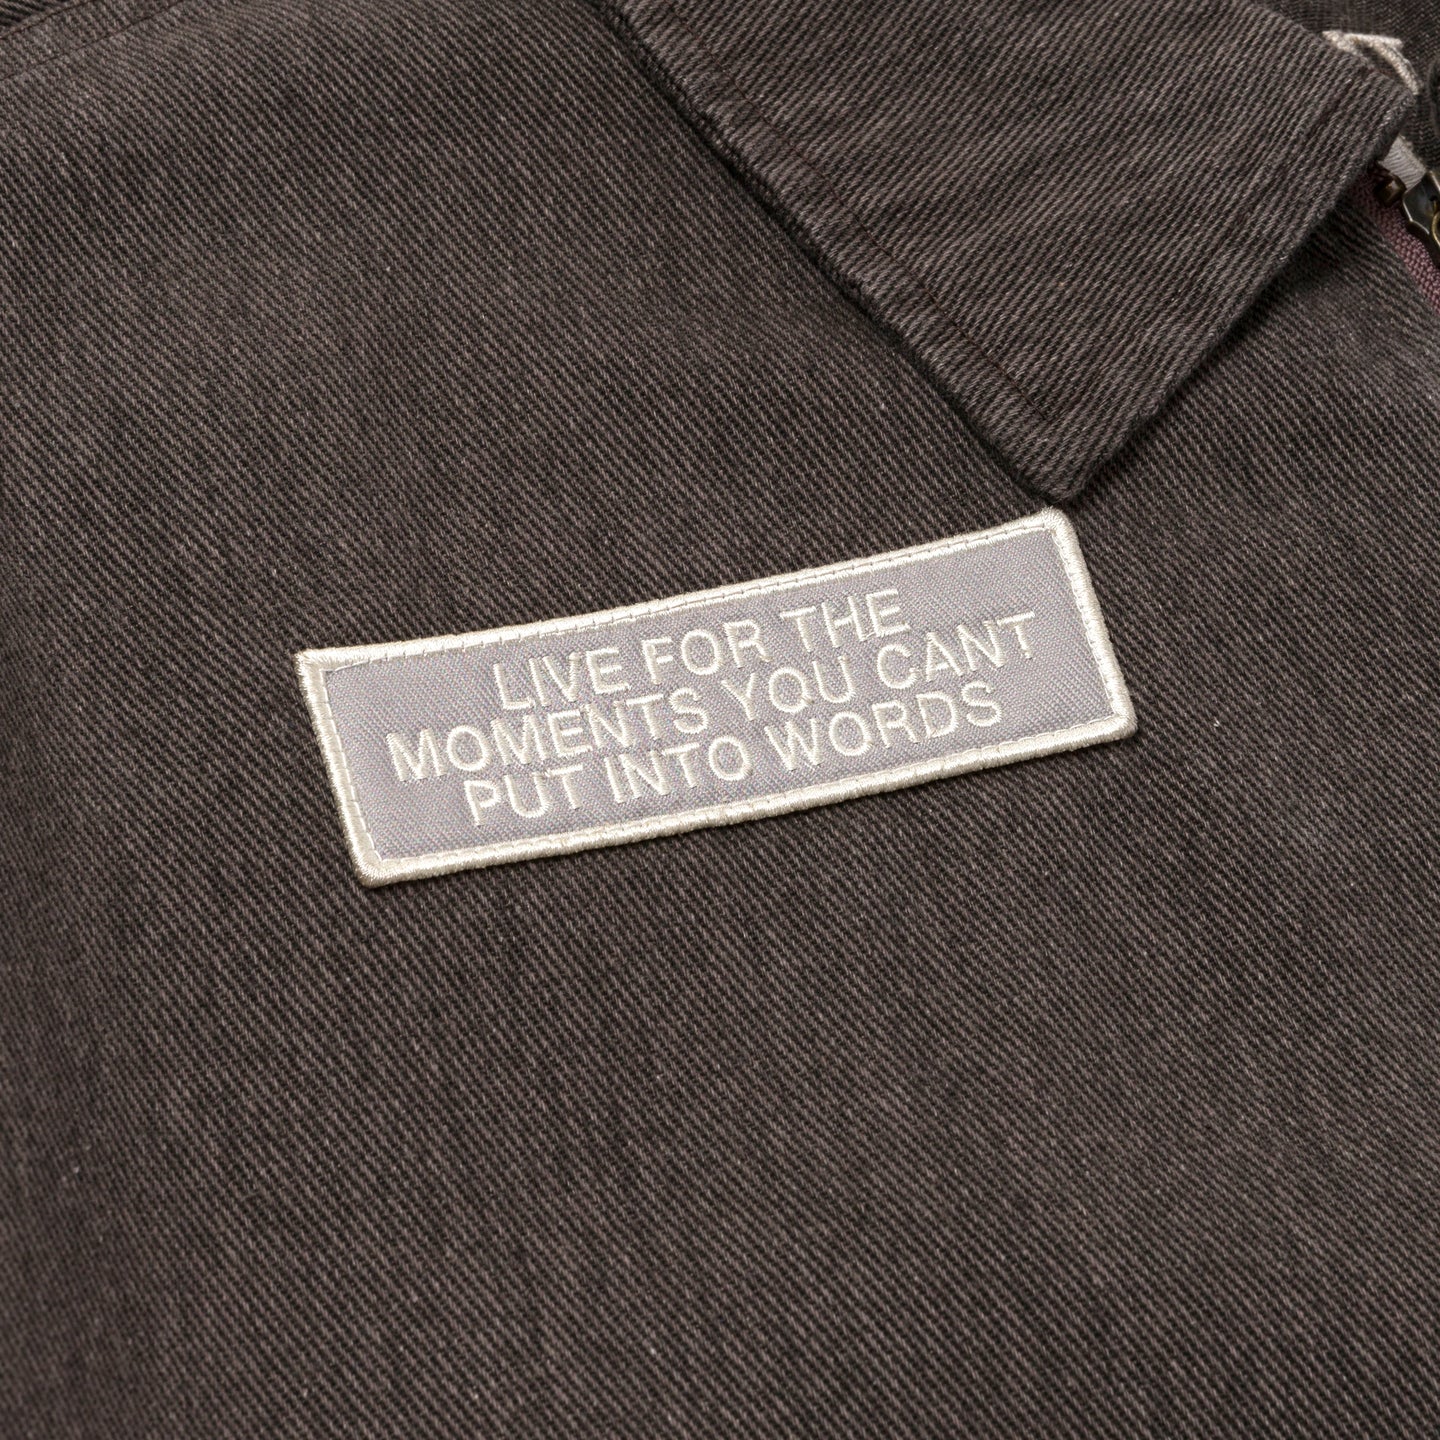 LIVE FOR THE
MOMENTS YOU CANT
PUT INTO WORDS